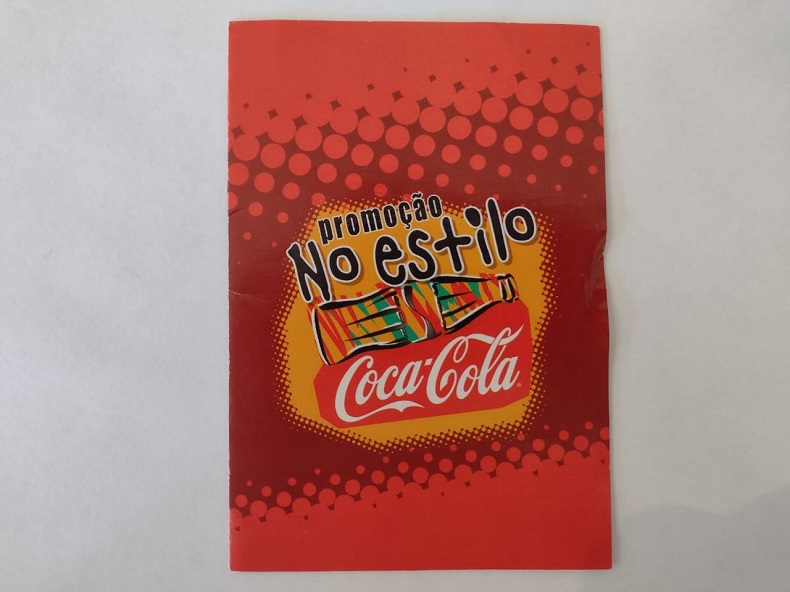 promoção
No estilo
Coca-Cola